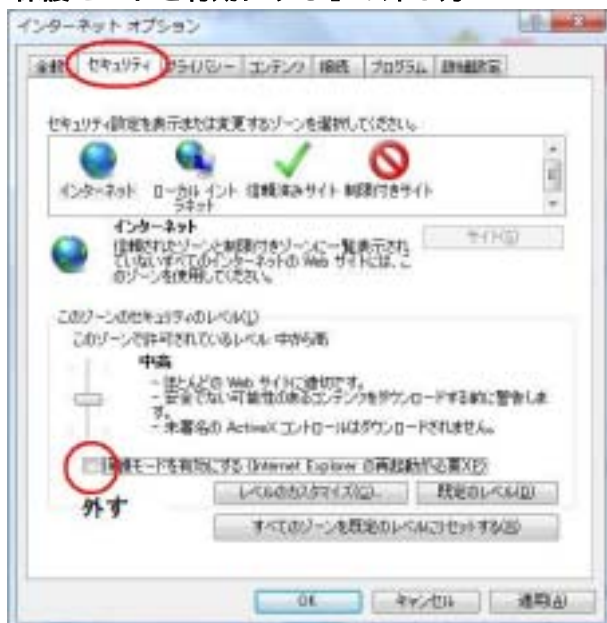 インターネット オプション
全般 セキュリティ プライバシー コンテンツ 接続 プログラム 詳細設定
セキュリティ設定を表示または変更するゾーンを選択してください。
インターネット ローカル イントラネット 信頼済みサイト 制限付きサイト
インターネット
サイト(S)
信頼されたゾーンと制限付きゾーンに一覧表示され
ていないすべてのインターネットの Web サイトには、こ
のゾーンを使用してください。
このゾーンのセキュリティのレベル(L)
このゾーンで許可されているレベル: 中から高
中高
- ほとんどの Web サイトに適切です。
- 安全でない可能性のあるコンテンツをダウンロードする前に警告しま
す。
- 未署名の ActiveX コントロールはダウンロードされません。
保護モードを有効にする (Internet Explorer の再起動が必要)(P)
外す
レベルのカスタマイズ(C)... 既定のレベル(D)
すべてのゾーンを既定のレベルにリセットする(R)
OK キャンセル 適用(A)